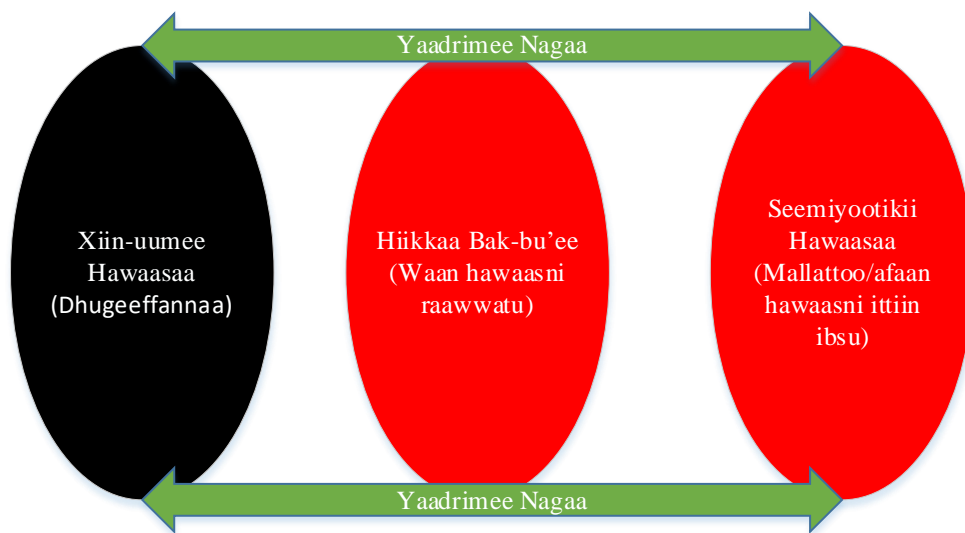 Yaadrimee Nagaa
Xiin-uumee
Hawaasaa
(Dhugeeffannaa)
Hiikkaa Bak-bu’ee
(Waan hawaasni
raawwatu)
Seemiyootikii
Hawaasaa
(Mallattoo/afaan
hawaasni ittiin
ibsu)
Yaadrimee Nagaa